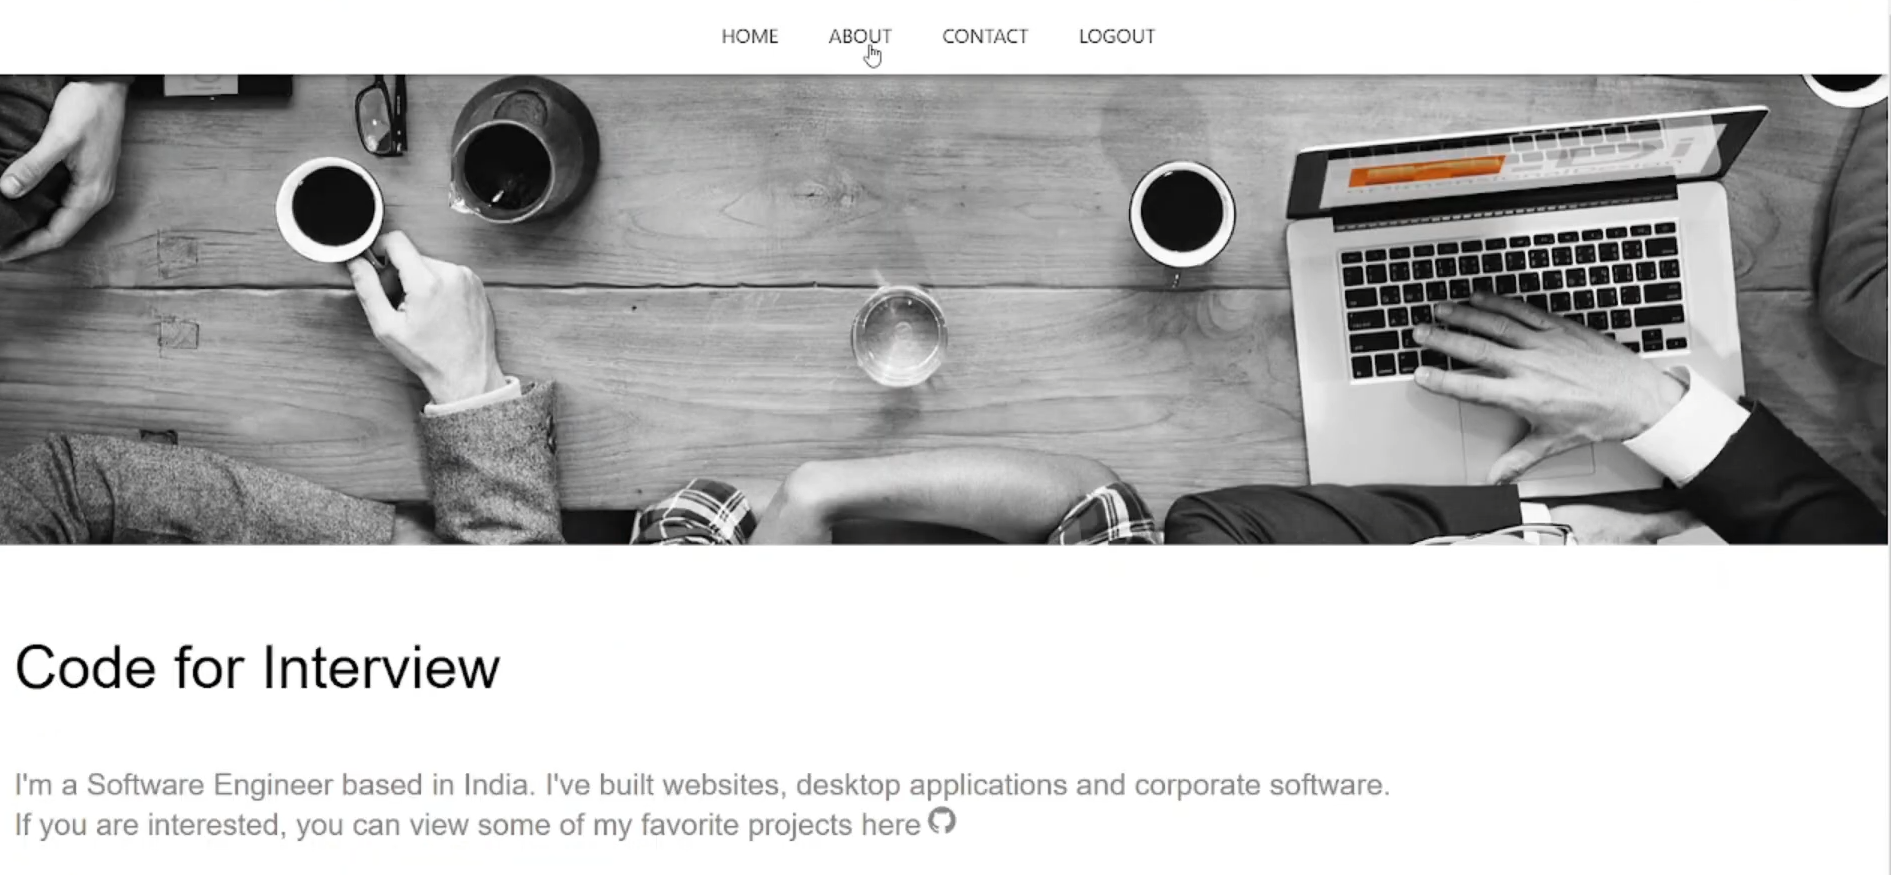 HOME ABOUT CONTACT LOGOUT
Code for Interview
I'm a Software Engineer based in India. I've built websites, desktop applications and corporate software.
If you are interested, you can view some of my favorite projects here